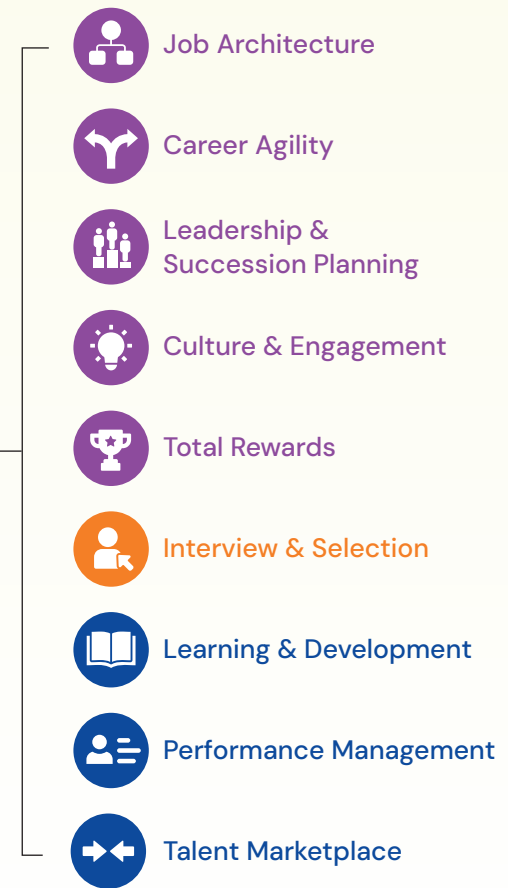 Job Architecture
Career Agility
Leadership &
Succession Planning
Culture & Engagement
Total Rewards
Interview & Selection
Learning & Development
Performance Management
Talent Marketplace